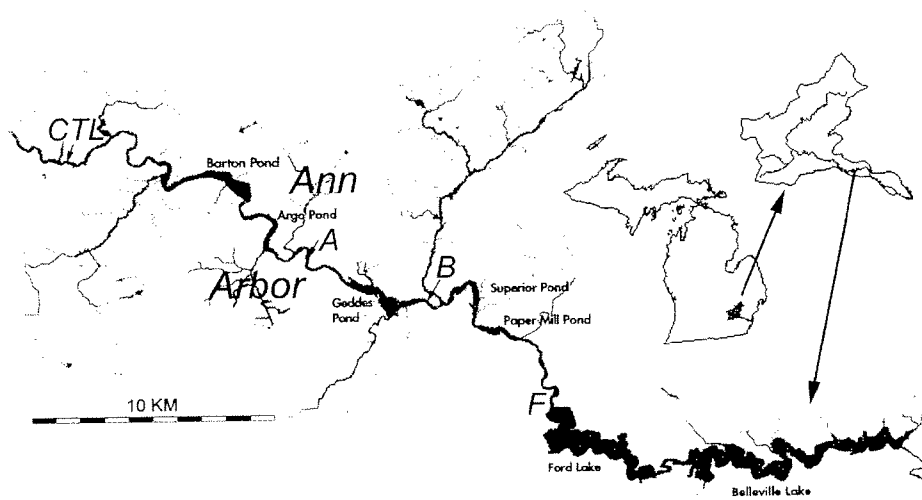 CTL
Barton Pond
Ann
Argo Pond
A
Arbor
Geddes
Pond
B
Superior Pond
Paper Mill Pond
10 KM
F
Ford Lake
Belleville Lake